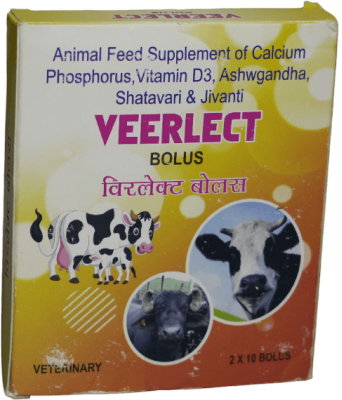 Animal Feed Supplement of Calcium
Phosphorus,Vitamin D3, Ashwgandha,
Shatavari & Jivanti
VEERLECT
BOLUS
विरलेक्ट बोलस
VETERINARY
2 X 10 BOLUS